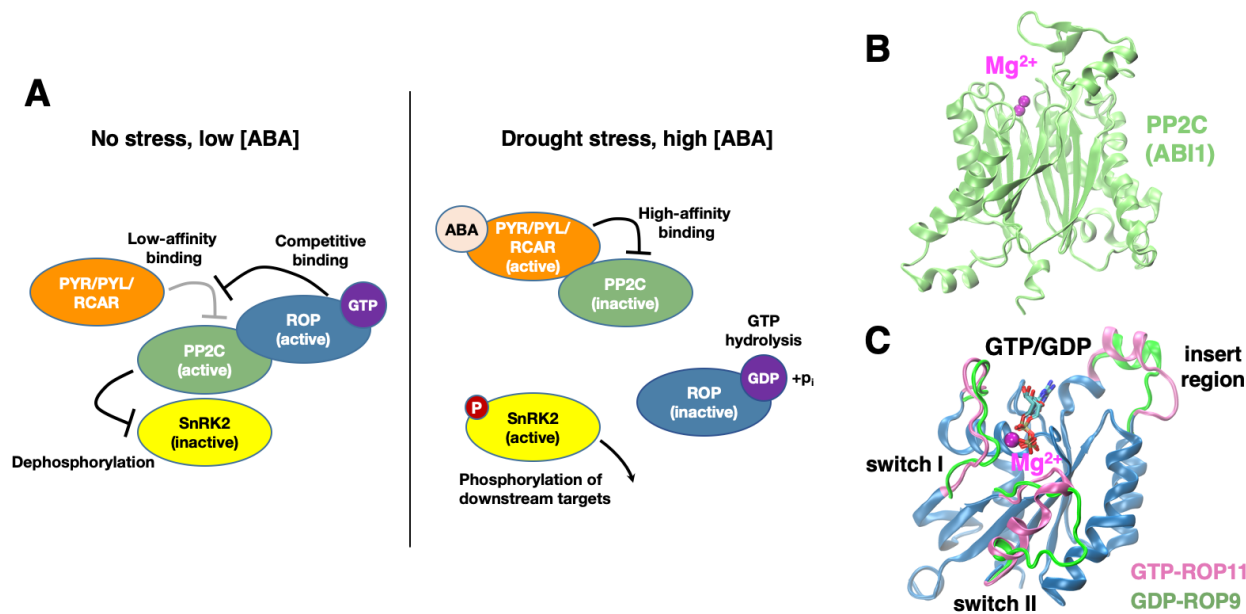 A
No stress, low [ABA]
Low-affinity
binding
Competitive
binding
PYR/PYL/
RCAR
GTP
ROP
(active)
PP2C
(active)
SnRK2
(inactive)
Dephosphorylation
Drought stress, high [ABA]
ABA
PYR/PYL/
RCAR
(active)
High-affinity
binding
PP2C
(inactive)
GTP
hydrolysis
GDP
+pi
ROP
(inactive)
P
SnRK2
(active)
Phosphorylation of
downstream targets
B
Mg2+
PP2C
(ABI1)
C
GTP/GDP
insert
region
Mg2+
switch I
switch II
GTP-ROP11
GDP-ROP9